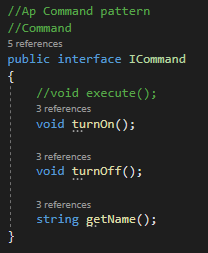 //Ap Command pattern
//Command
5 references
public interface ICommand
{
//void execute();
3 references
void turnOn();
3 references
void turnOff();
3 references
string getName();
}